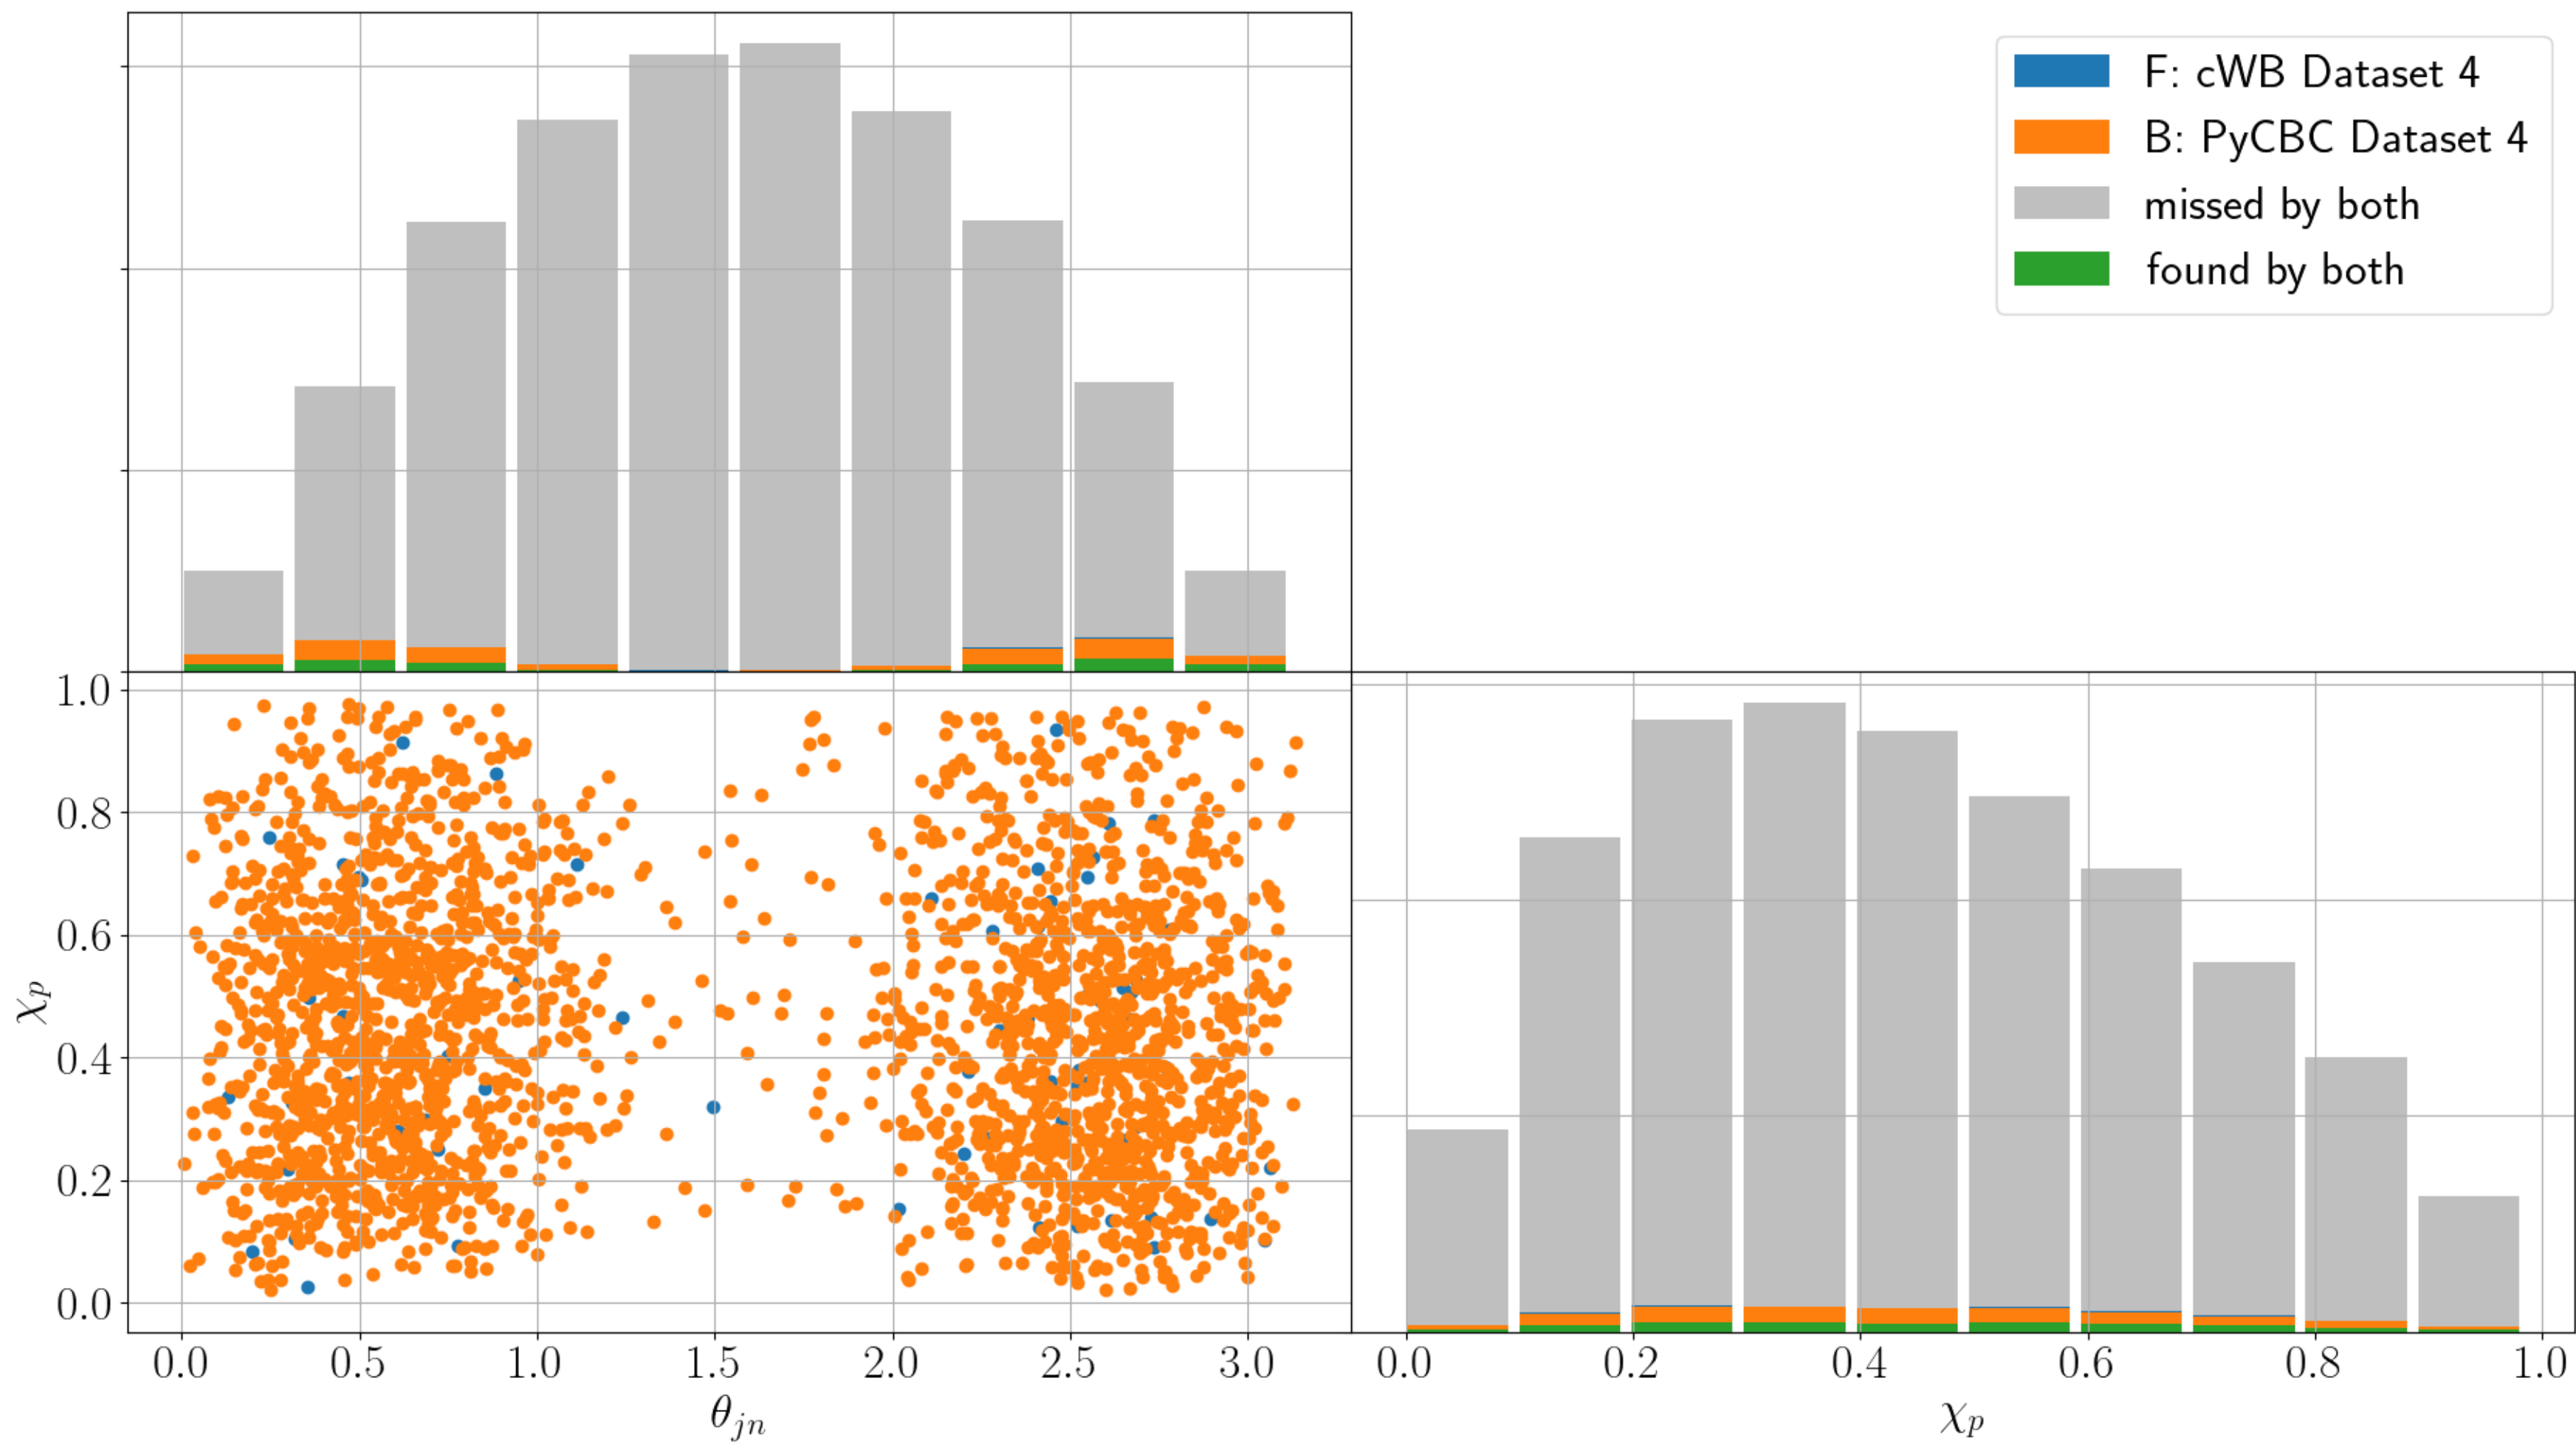 F: cWB Dataset 4
B: PyCBC Dataset 4
missed by both
found by both
1.0
0.8
0.6
0.4
0.2
0.0
χp
0.0 0.5 1.0 1.5 2.0 2.5 3.0
θjn
0.0 0.2 0.4 0.6 0.8 1.0
χp